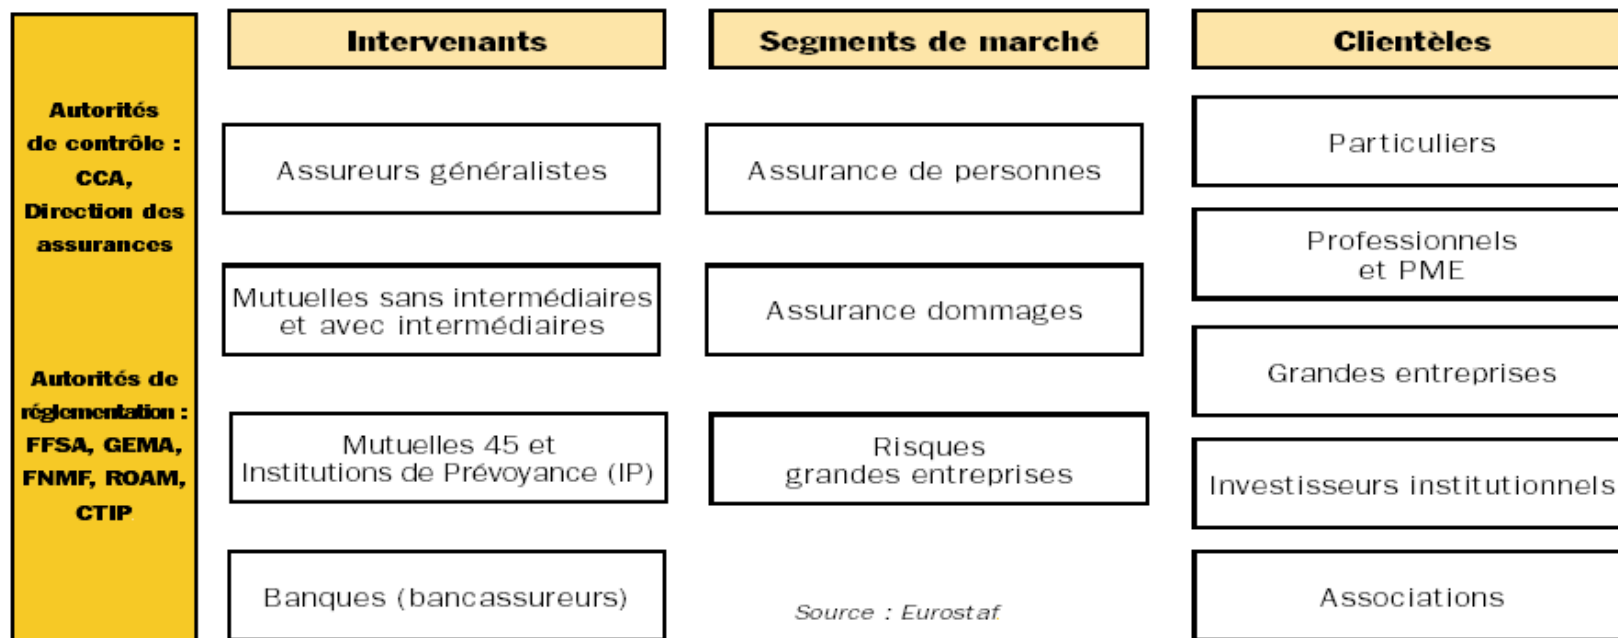 Autorités
de contrôle :
CCA,
Direction des
assurances
Autorités de
réglementation :
FFSA, GEMA,
FNMF, ROAM,
CTIP
Intervenants
Assureurs généralistes
Mutuelles sans intermédiaires
et avec intermédiaires
Mutuelles 45 et
Institutions de Prévoyance (IP)
Banques (bancassureurs)
Segments de marché
Assurance de personnes
Assurance dommages
Risques
grandes entreprises
Source : Eurostaf
Clientèles
Particuliers
Professionnels
et PME
Grandes entreprises
Investisseurs institutionnels
Associations